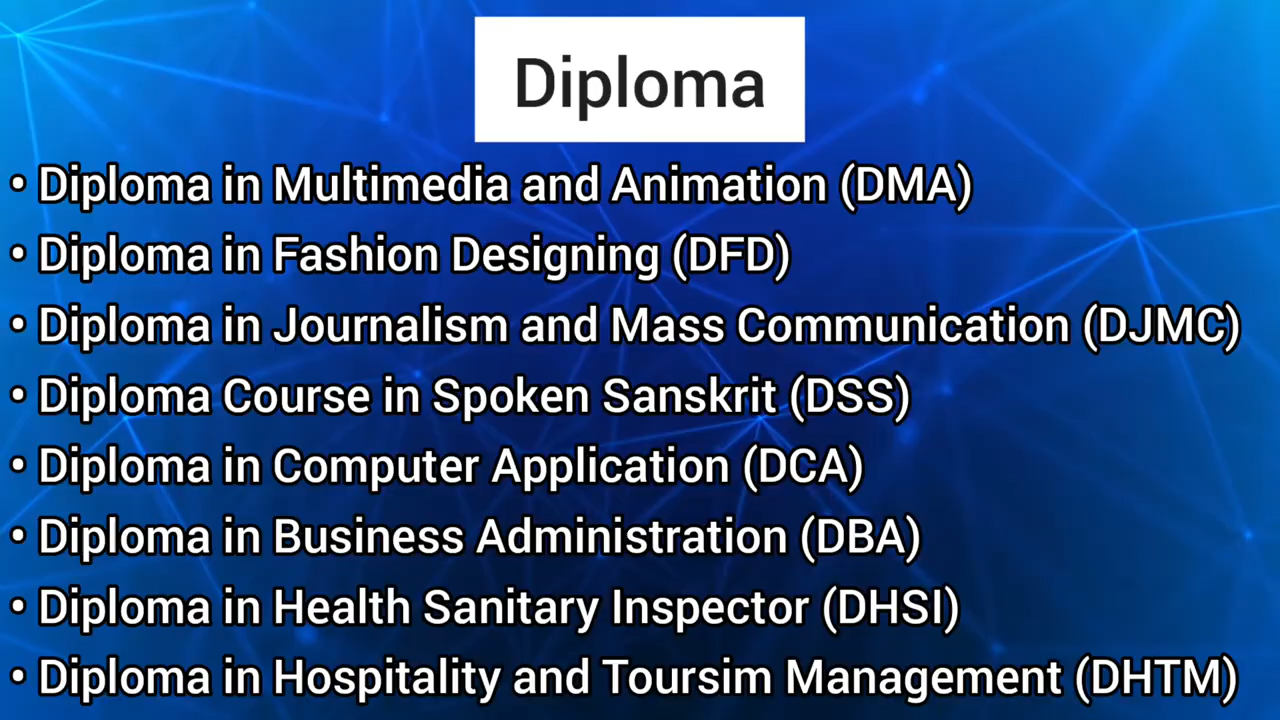 Diploma
• Diploma in Multimedia and Animation (DMA)
• Diploma in Fashion Designing (DFD)
• Diploma in Journalism and Mass Communication (DJMC)
• Diploma Course in Spoken Sanskrit (DSS)
• Diploma in Computer Application (DCA)
• Diploma in Business Administration (DBA)
• Diploma in Health Sanitary Inspector (DHSI)
• Diploma in Hospitality and Toursim Management (DHTM)